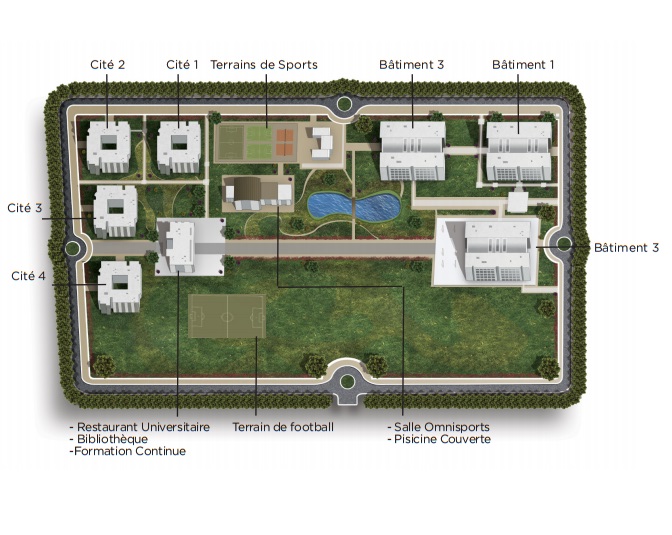 Cité 2
Cité 1
Terrains de Sports
Bâtiment 3
Bâtiment 1
Cité 3
Bâtiment 3
Cité 4
- Restaurant Universitaire
- Bibliothèque
-Formation Continue
Terrain de football
- Salle Omnisports
- Pisicine Couverte